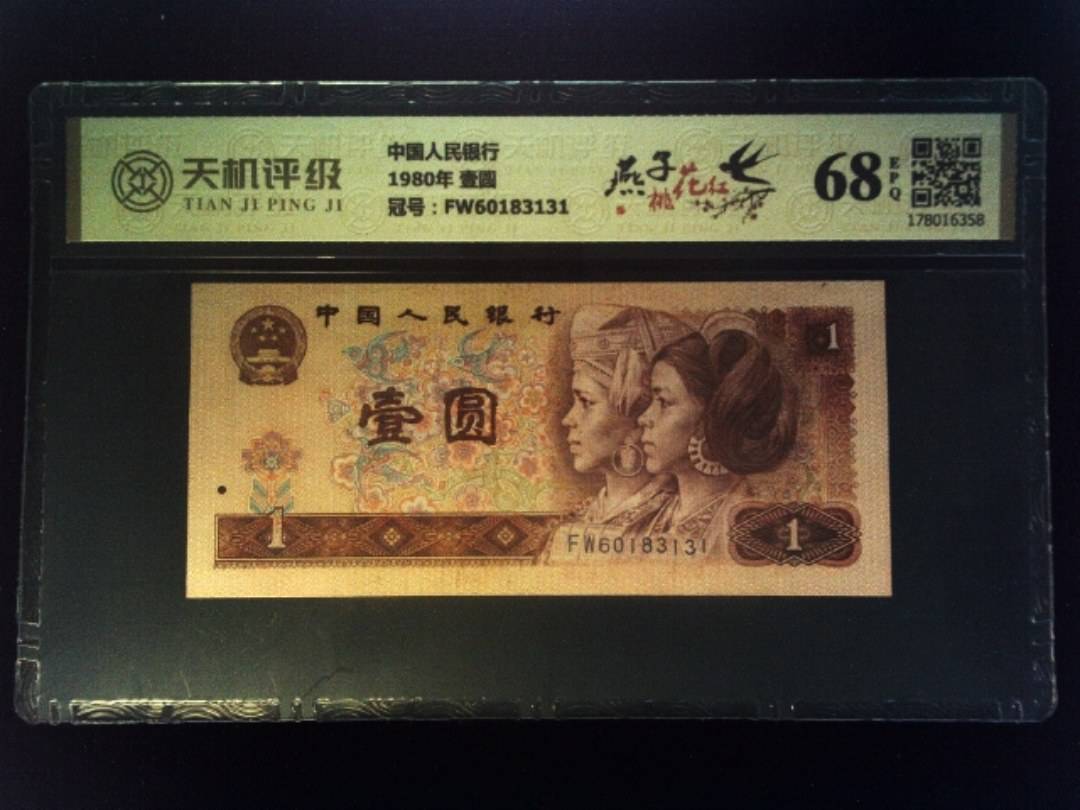 天机评级
TIAN JI PING JI
中国人民银行
1980年 壹圆
冠号：FW60183131
燕子
桃花红
68
EPQ
178016358
中国人民银行
1
壹圆
1
FW60183131
1